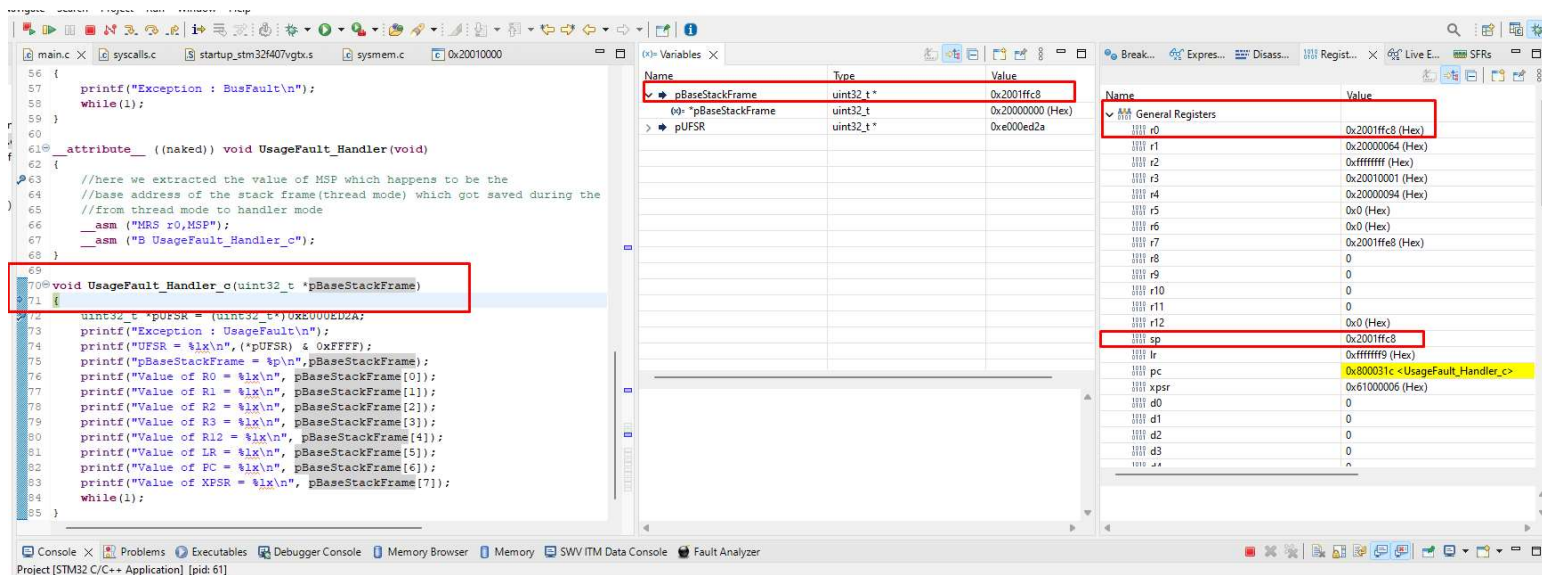 Navigate Search Project Run Window Help
main.c syscalls.c startup_stm32f407vgtx.s sysmem.c 0x20010000
56 {
57 printf("Exception : BusFault\n");
58 while(1);
59 }
60
61 __attribute__ ((naked)) void UsageFault_Handler(void)
62 {
63 //here we extracted the value of MSP which happens to be the
64 //base address of the stack frame(thread mode) which got saved during the
65 //from thread mode to handler mode
66 __asm ("MRS r0,MSP");
67 __asm ("B UsageFault_Handler_c");
68 }
69
70 void UsageFault_Handler_c(uint32_t *pBaseStackFrame)
71 {
72 uint32_t *pUFSR = (uint32_t*)0xE000ED2A;
73 printf("Exception : UsageFault\n");
74 printf("UFSR = %lx\n",(*pUFSR) & 0xFFFF);
75 printf("pBaseStackFrame = %p\n",pBaseStackFrame);
76 printf("Value of R0 = %lx\n", pBaseStackFrame[0]);
77 printf("Value of R1 = %lx\n", pBaseStackFrame[1]);
78 printf("Value of R2 = %lx\n", pBaseStackFrame[2]);
79 printf("Value of R3 = %lx\n", pBaseStackFrame[3]);
80 printf("Value of R12 = %lx\n", pBaseStackFrame[4]);
81 printf("Value of LR = %lx\n", pBaseStackFrame[5]);
82 printf("Value of PC = %lx\n", pBaseStackFrame[6]);
83 printf("Value of XPSR = %lx\n", pBaseStackFrame[7]);
84 while(1);
85 }
(x)= Variables
Name Type Value
pBaseStackFrame uint32_t * 0x2001ffc8
(x)= *pBaseStackFrame uint32_t 0x20000000 (Hex)
pUFSR uint32_t * 0xe000ed2a
Break... Expres... Disass... Regist... Live E... SFRs
Name Value
General Registers
r0 0x2001ffc8 (Hex)
r1 0x20000064 (Hex)
r2 0xffffffff (Hex)
r3 0x20010001 (Hex)
r4 0x20000094 (Hex)
r5 0x0 (Hex)
r6 0x0 (Hex)
r7 0x2001ffe8 (Hex)
r8 0
r9 0
r10 0
r11 0
r12 0x0 (Hex)
sp 0x2001ffc8
lr 0xfffffff9 (Hex)
pc 0x800031c <UsageFault_Handler_c>
xpsr 0x61000006 (Hex)
d0 0
d1 0
d2 0
d3 0
Console Problems Executables Debugger Console Memory Browser Memory SWV ITM Data Console Fault Analyzer
Project [STM32 C/C++ Application] [pid: 61]